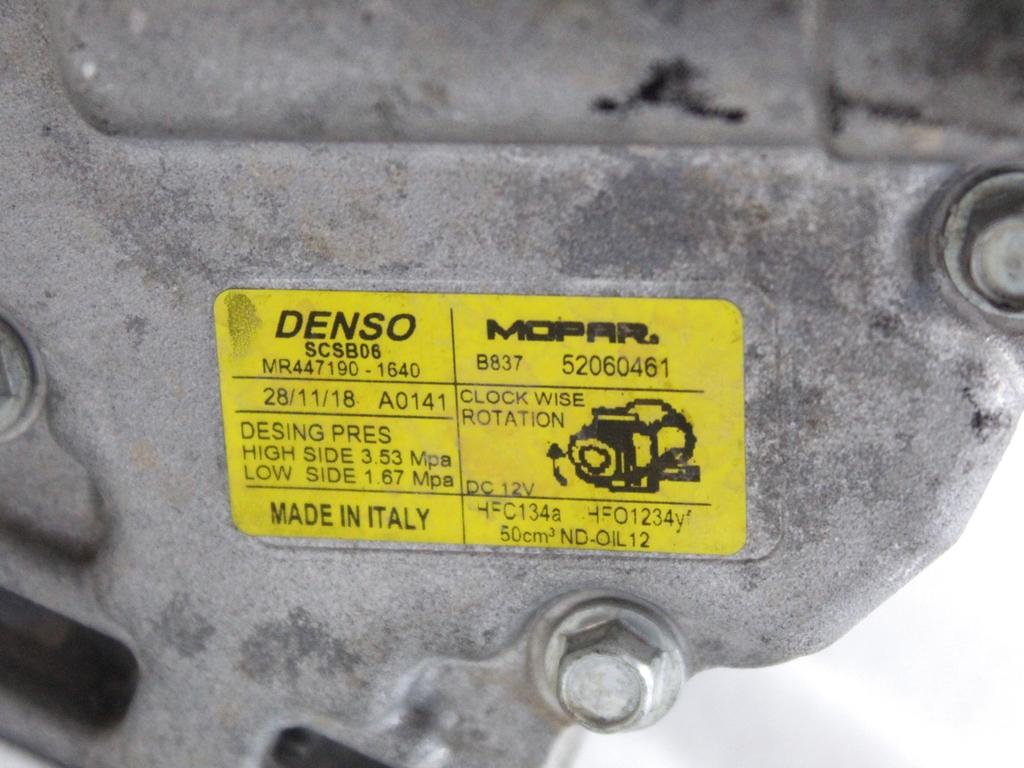 DENSO
SCSB06
MR447190 - 1640
MOPAR.
B837 52060461
28/11/18 A0141
DESING PRES
HIGH SIDE 3.53 Mpa
LOW SIDE 1.67 Mpa
CLOCK WISE
ROTATION
DC 12V
MADE IN ITALY
HFC134a HFO1234yf
50cm³ ND-OIL12